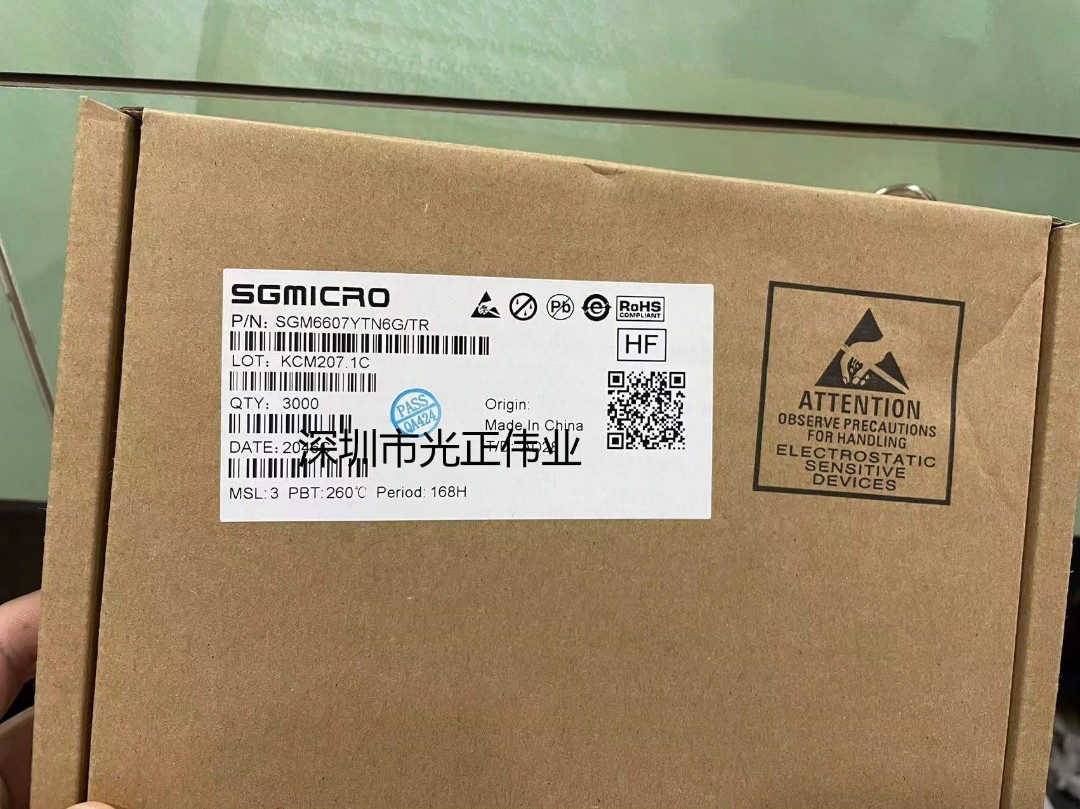 SGMICRO
P/N: SGM6607YTN6G/TR
LOT: KCM207.1C
QTY: 3000
DATE:
MSL: 3 PBT: 260℃ Period: 168H
PASS
QA424
Origin:
Made In China
Pb
e
RoHS
COMPLIANT
HF
深圳市光正伟业
ATTENTION
OBSERVE PRECAUTIONS
FOR HANDLING
ELECTROSTATIC
SENSITIVE
DEVICES